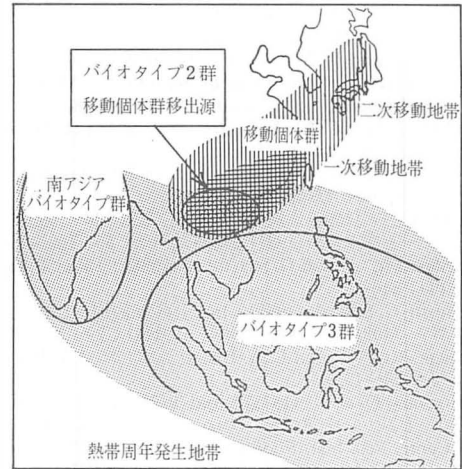 バイオタイプ2群
移動個体群移出源
二次移動地帯
移動個体群
一次移動地帯
南アジア
バイオタイプ群
バイオタイプ3群
熱帯周年発生地帯